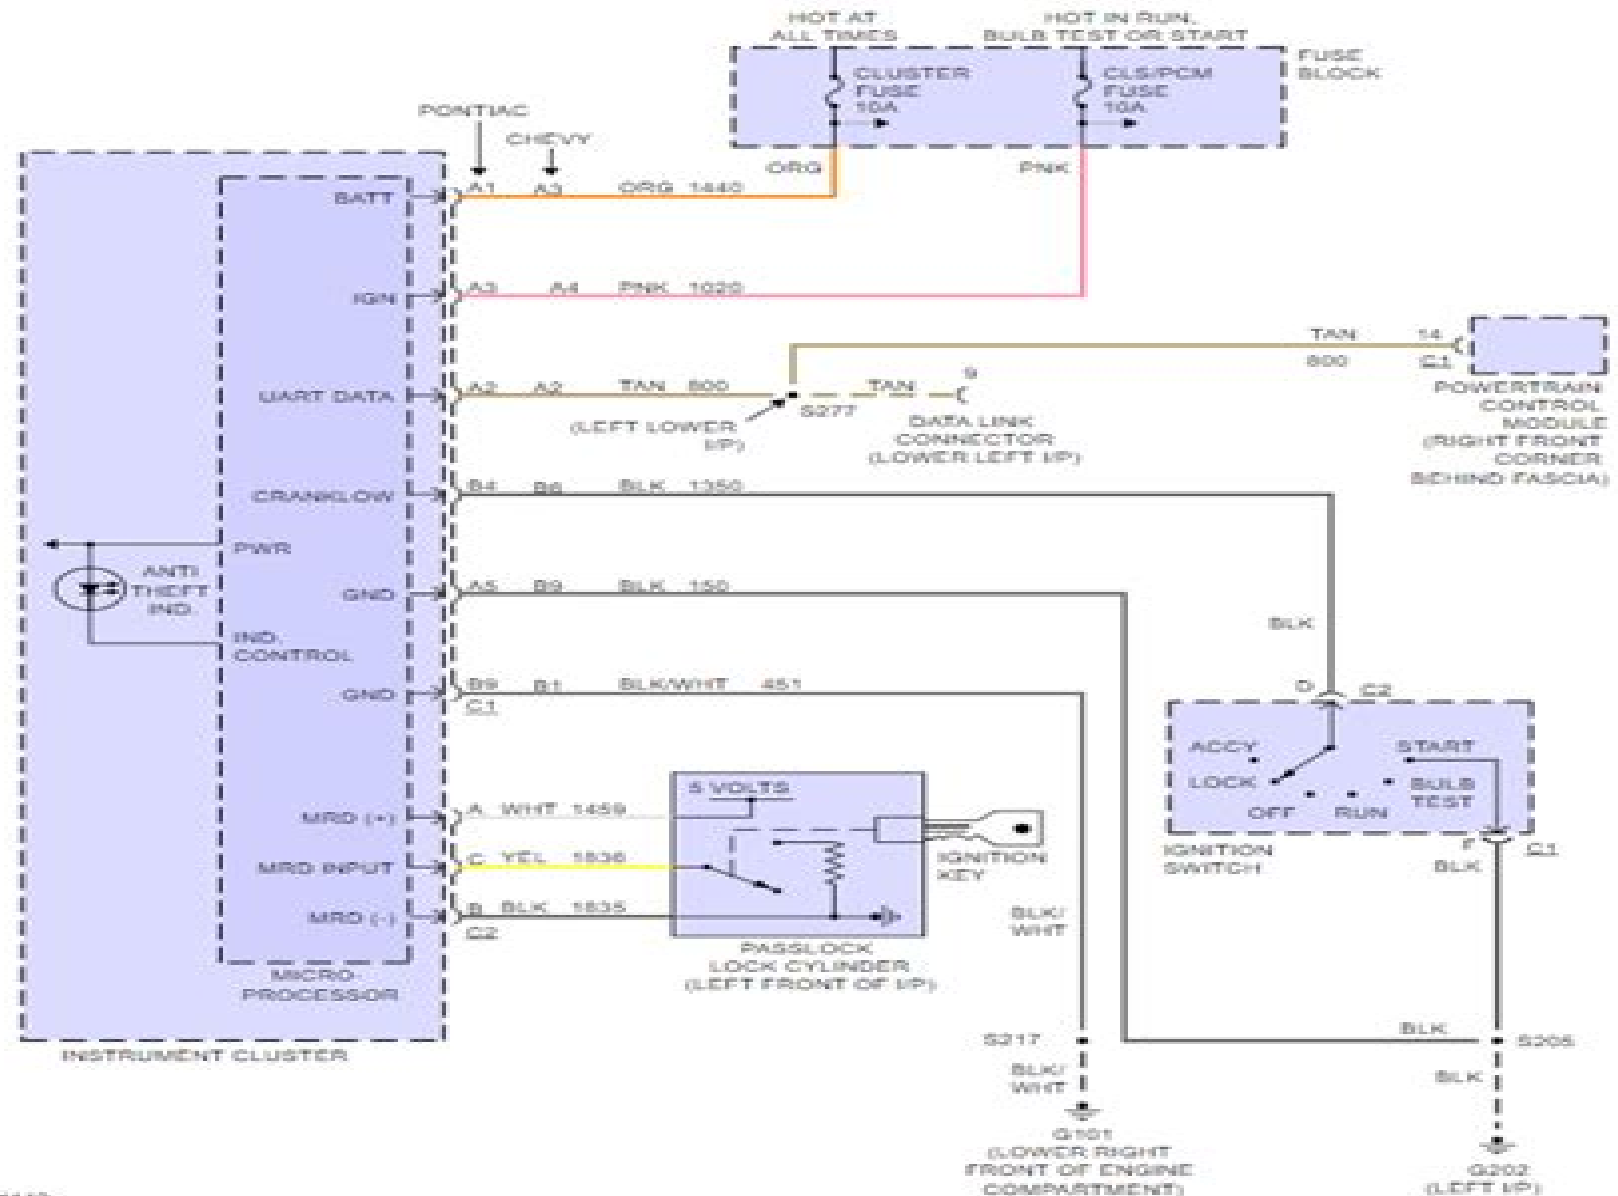 HOT AT
ALL TIMES
HOT IN RUN,
BULB TEST OR START
FUSE
BLOCK
CLUSTER
FUSE
10A
CLS/PCM
FUSE
10A
PONTIAC
CHEVY
ORG
PNK
BATT
A1 A3 ORG 1440
IGN
A3 A4 PNK 1020
TAN 14
800 C1
POWERTRAIN
CONTROL
MODULE
(RIGHT FRONT
CORNER
BEHIND FASCIA)
UART DATA
A2 A2 TAN 800
TAN
9
S277
(LEFT LOWER
I/P)
DATA LINK
CONNECTOR
(LOWER LEFT I/P)
CRANKLOW
B4 B6 BLK 1350
PWR
ANTI
THEFT
IND.
GND
A5 B9 BLK 150
BLK
IND.
CONTROL
GND
B9 B1 BLK/WHT 451
C1
D C2
ACCY
LOCK
OFF
RUN
BULB
TEST
START
IGNITION
SWITCH
F C1
BLK
MRD (+)
A WHT 1459
5 VOLTS
MRD INPUT
C YEL 1836
IGNITION
KEY
MRD (-)
B BLK 1835
C2
PASSLOCK
LOCK CYLINDER
(LEFT FRONT OF I/P)
BLK/
WHT
MICRO-
PROCESSOR
INSTRUMENT CLUSTER
S217
BLK
S205
BLK/
WHT
BLK
G101
(LOWER RIGHT
FRONT OF ENGINE
COMPARTMENT)
G202
(LEFT I/P)